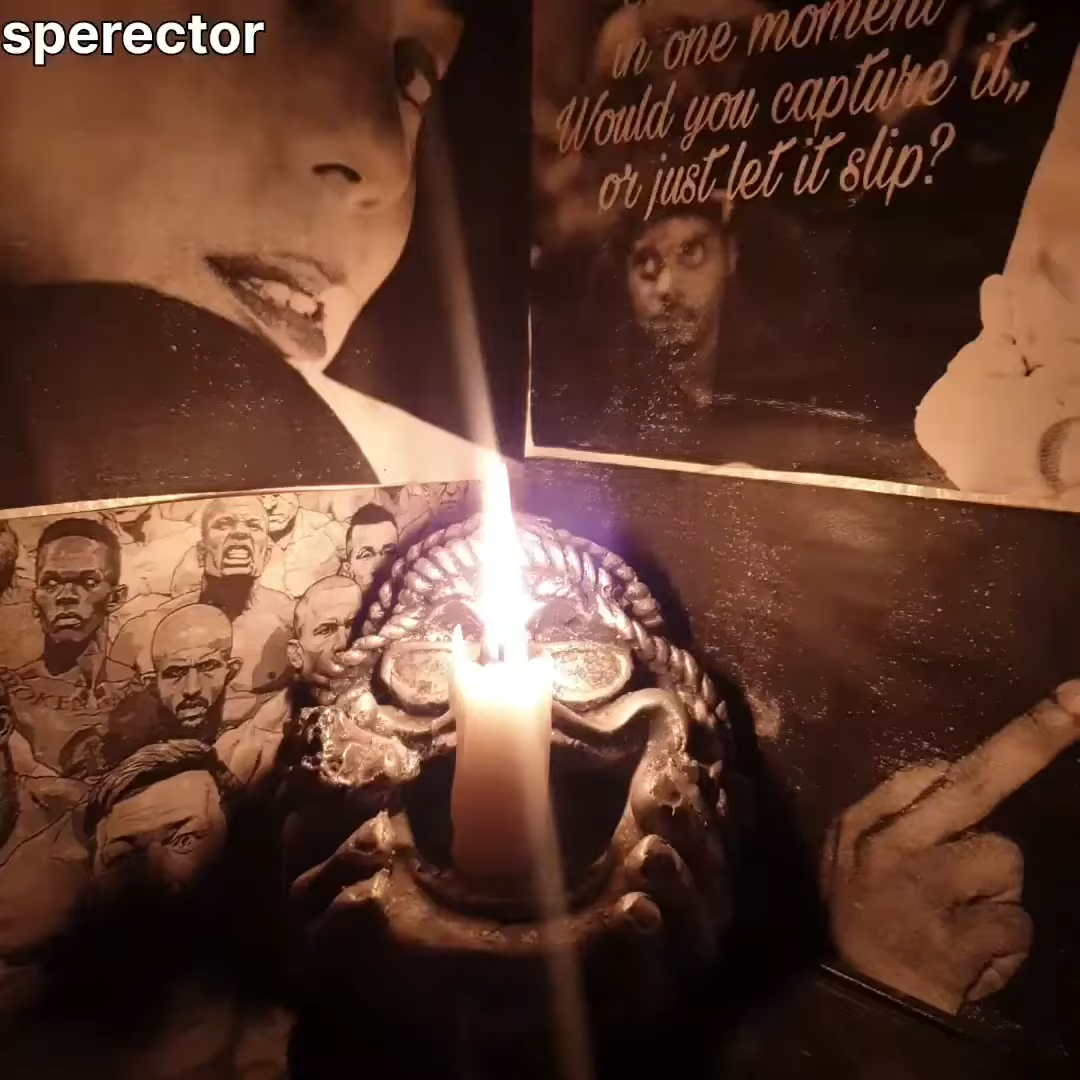 sperector
in one moment
Would you capture it,,
or just let it slip?